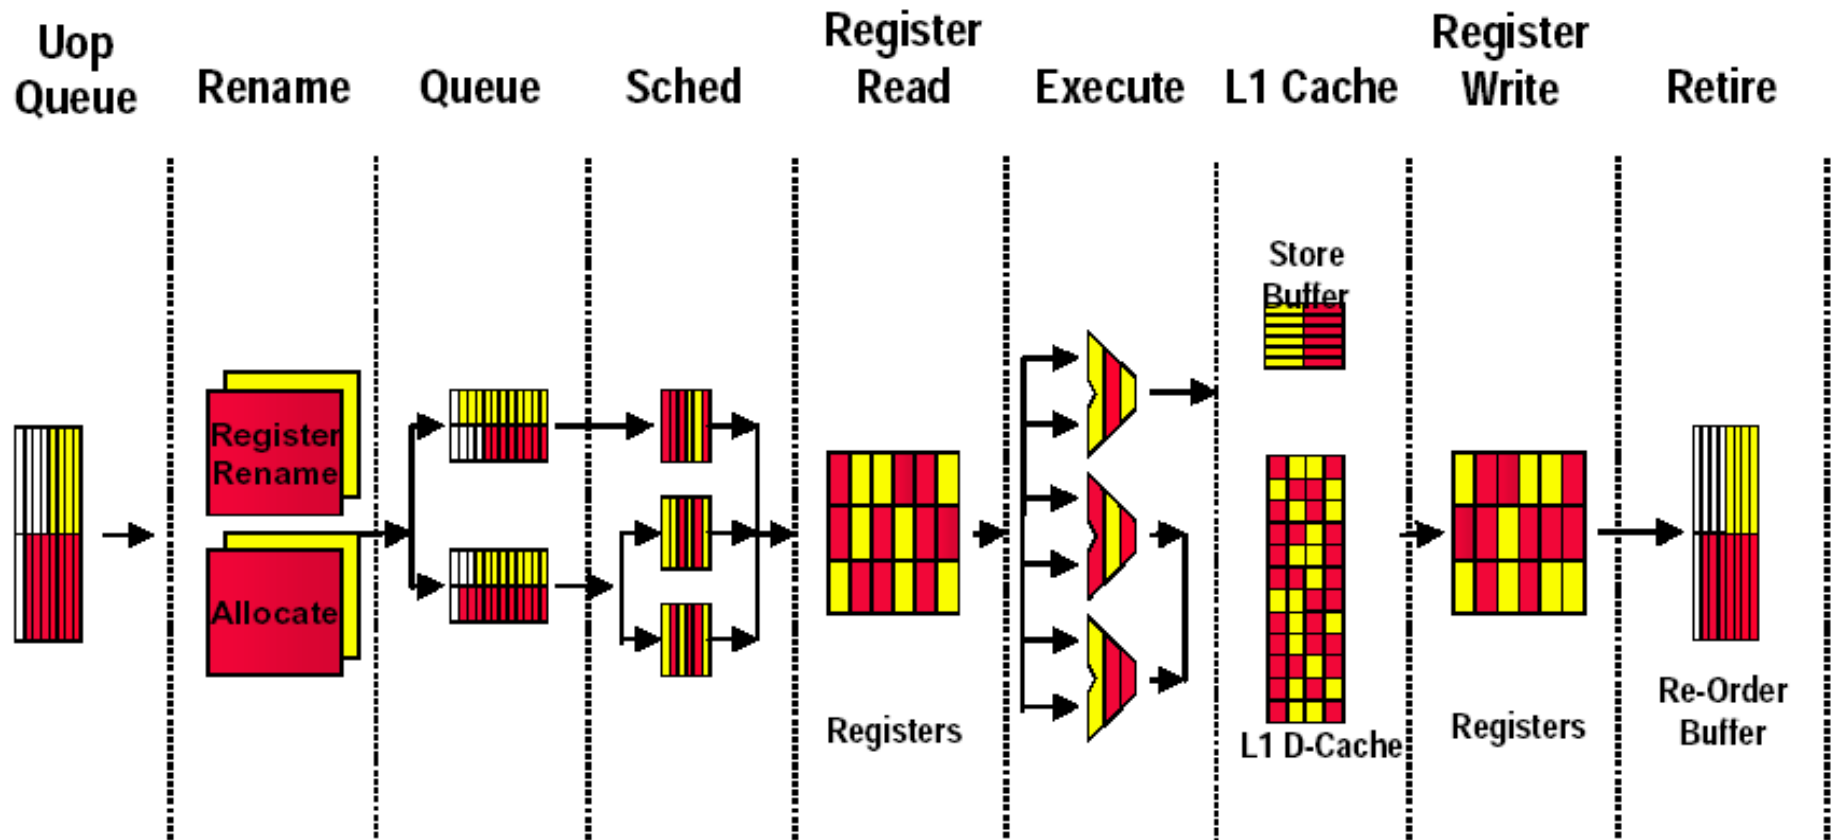 Uop
Queue
Rename
Queue
Sched
Register
Read
Execute
L1 Cache
Register
Write
Retire
Register
Rename
Allocate
Registers
Store
Buffer
L1 D-Cache
Registers
Re-Order
Buffer